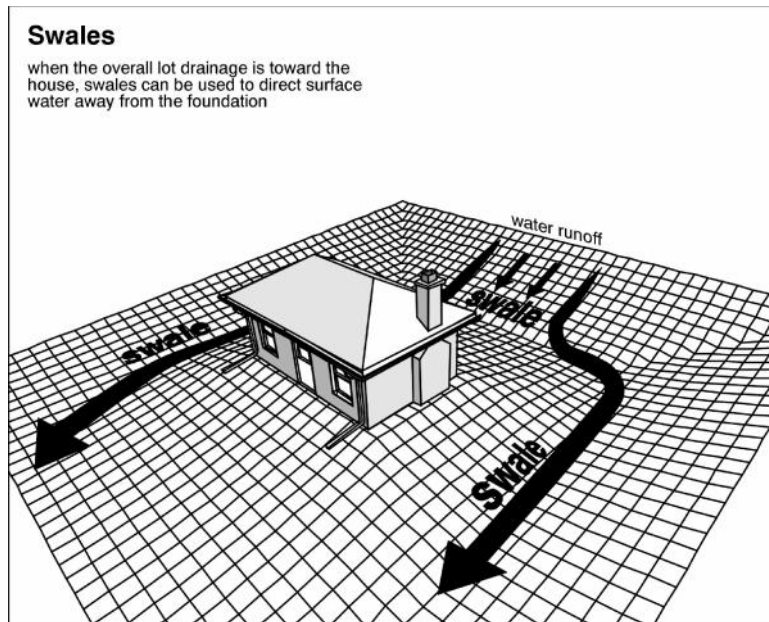 Swales
when the overall lot drainage is toward the
house, swales can be used to direct surface
water away from the foundation
water runoff
swale
swale
swale